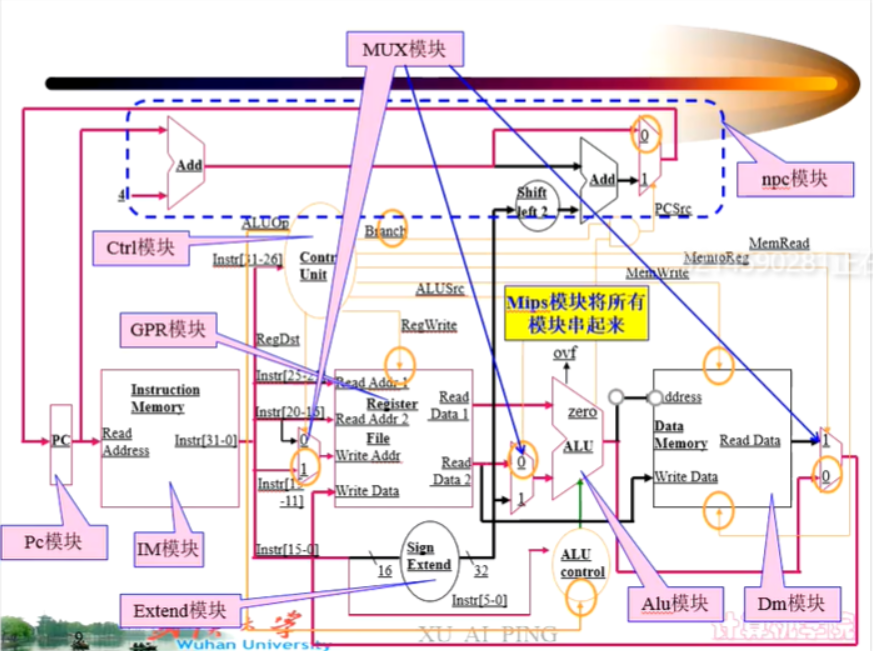 MUX模块
npc模块
Add
4
Shift
left 2
Add
0
1
PCSrc
ALUOp
Branch
MemRead
MemtoReg
MemWrite
Ctrl模块
Instr[31-26]
Unit
ALUSrc
Mips模块将所有
模块串起来
GPR模块
RegWrite
RegDst
ovf
Instruction
Memory
Read Addr 1
Register
File
Read Addr 2
Write Addr
Write Data
Read
Data 1
Read
Data 2
zero
ALU
Data
Memory
Read Data
Write Data
PC
Read
Address
Instr[31-0]
0
1
0
1
1
0
-11]
Pc模块
IM模块
Instr[15-0]
16
Sign
Extend
32
ALU
control
Instr[5-0]
Extend模块
Alu模块
Dm模块
9
XU AI PING
Wuhan University